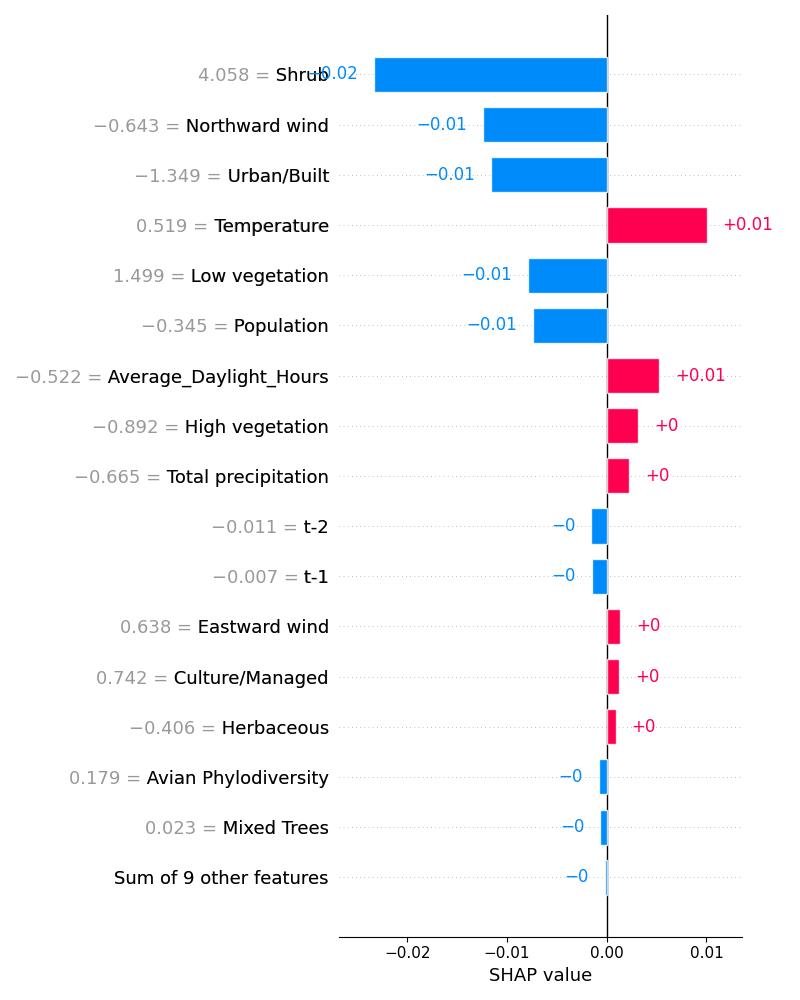 4.058 = Shrub −0.02
−0.643 = Northward wind −0.01
−1.349 = Urban/Built −0.01
0.519 = Temperature +0.01
1.499 = Low vegetation −0.01
−0.345 = Population −0.01
−0.522 = Average_Daylight_Hours +0.01
−0.892 = High vegetation +0
−0.665 = Total precipitation +0
−0.011 = t-2 −0
−0.007 = t-1 −0
0.638 = Eastward wind +0
0.742 = Culture/Managed +0
−0.406 = Herbaceous +0
0.179 = Avian Phylodiversity −0
0.023 = Mixed Trees −0
Sum of 9 other features −0
−0.02 −0.01 0.00 0.01
SHAP value